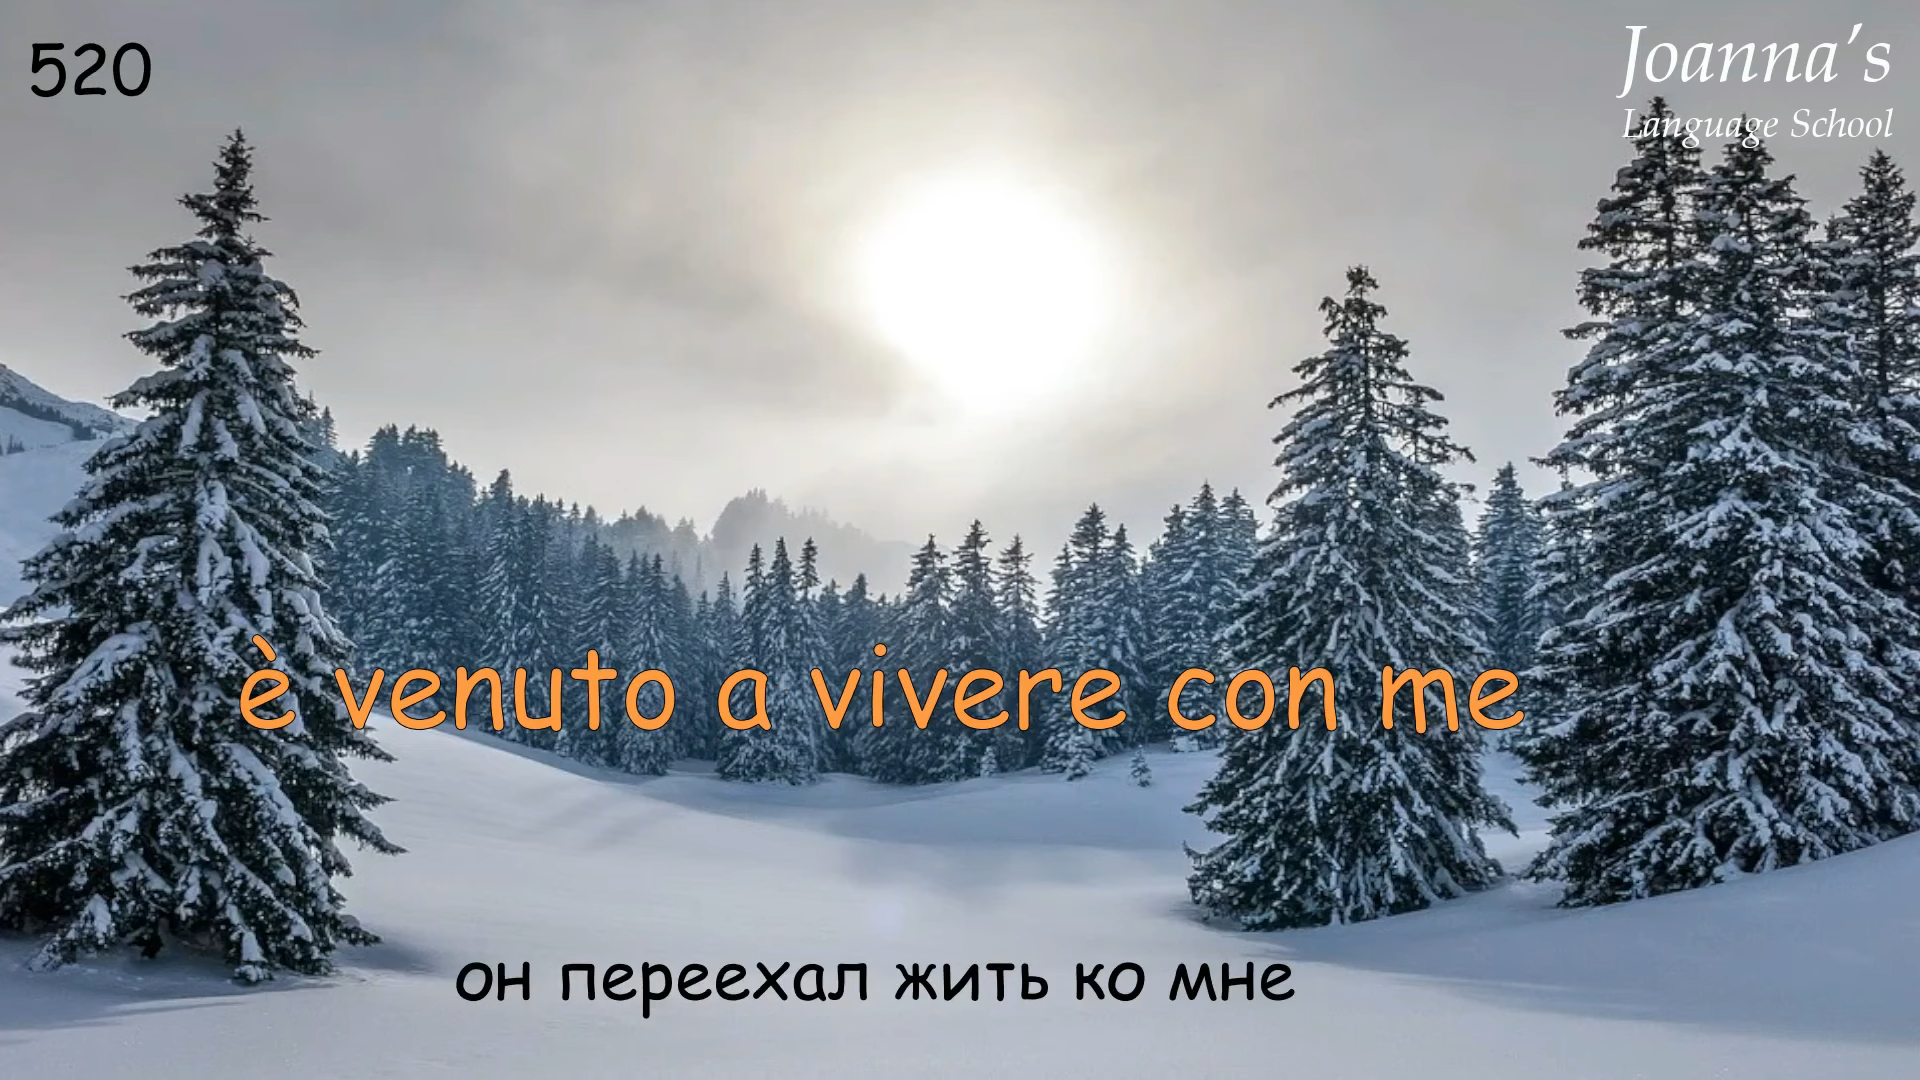 520
Joanna's
Language School
è venuto a vivere con me
он переехал жить ко мне